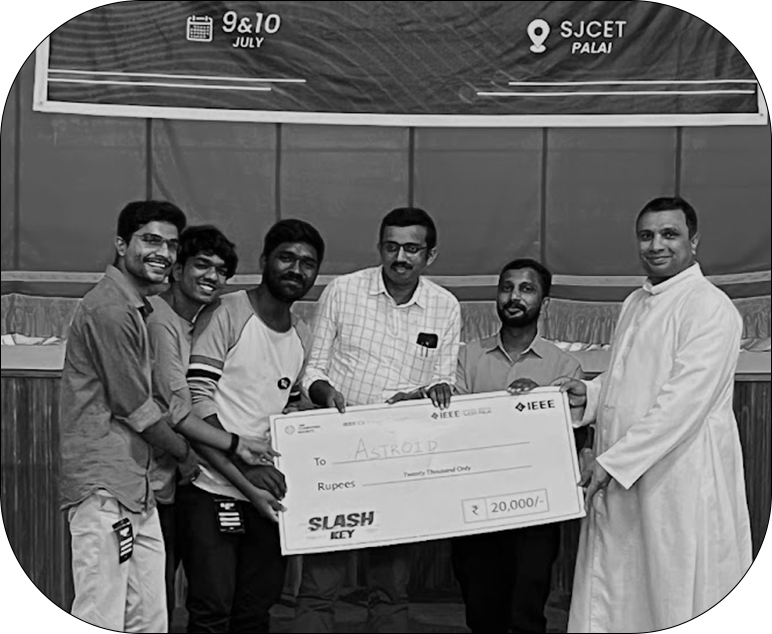 9&10
JULY
SJCET
PALAI
IEEE
IEEE
To ASTROID
Rupees Twenty Thousand Only
₹ 20,000/-
SLASH
KEY